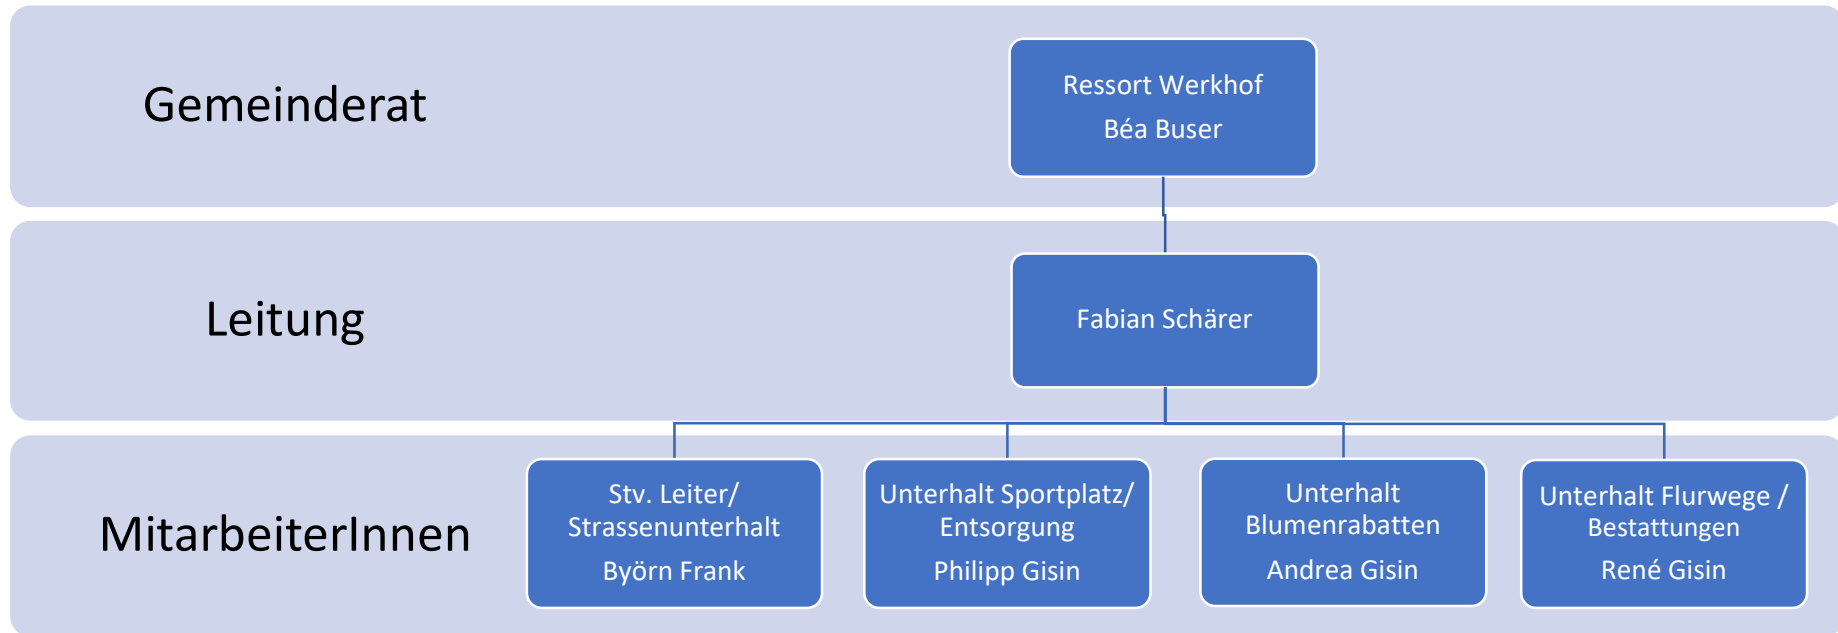 Gemeinderat
Ressort Werkhof
Béa Buser
Leitung
Fabian Schärer
MitarbeiterInnen
Stv. Leiter/
Strassenunterhalt
Byörn Frank
Unterhalt Sportplatz/
Entsorgung
Philipp Gisin
Unterhalt
Blumenrabatten
Andrea Gisin
Unterhalt Flurwege /
Bestattungen
René Gisin